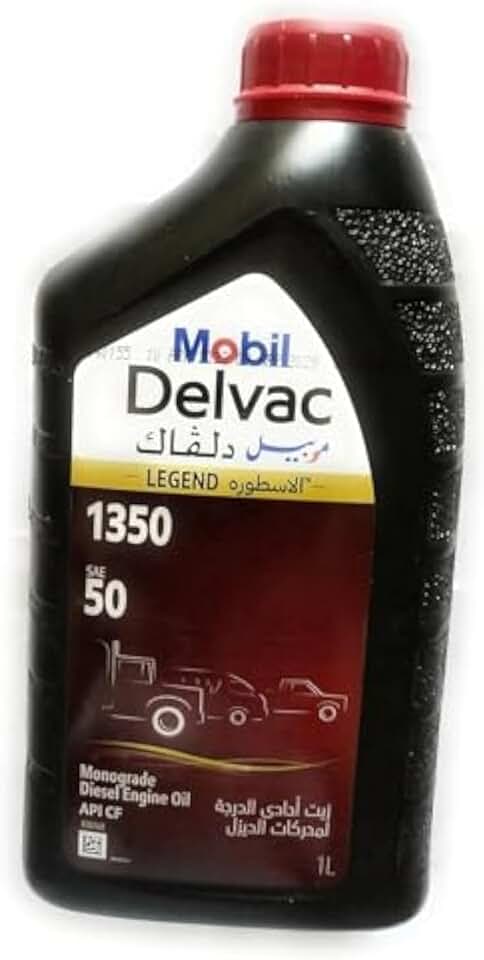 Mobil
Delvac
موبيل دلڤاك
LEGEND الاسطوره
1350
SAE
50
Monograde
Diesel Engine Oil
API CF
زيت أحادي الدرجة
لمحركات الديزل
1L